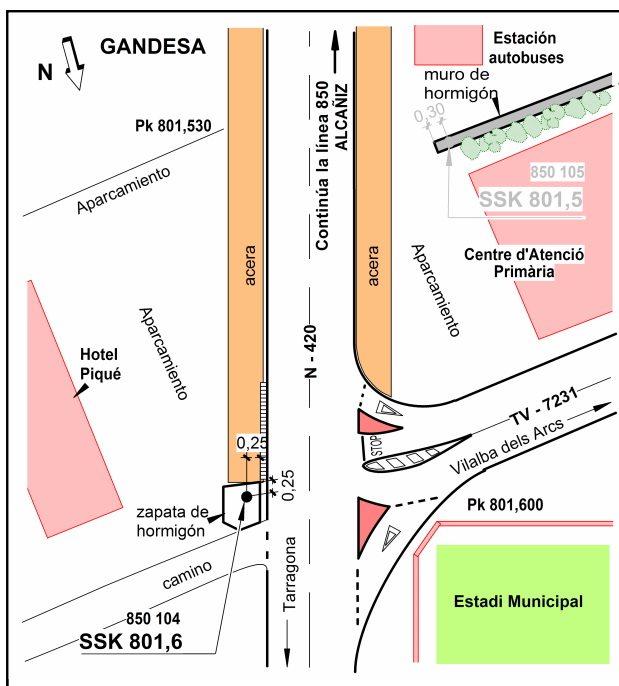 GANDESA
N
Pk 801,530
Aparcamiento
Continúa la línea 850
ALCAÑIZ
Estación
autobuses
muro de
hormigón
0,30
850 105
SSK 801,5
Centre d'Atenció
Primària
Aparcamiento
acera
acera
Aparcamiento
Hotel
Piqué
N - 420
TV - 7231
Vilalba dels Arcs
STOP
0,25
0,25
zapata de
hormigón
Pk 801,600
camino
Tarragona
850 104
SSK 801,6
Estadi Municipal